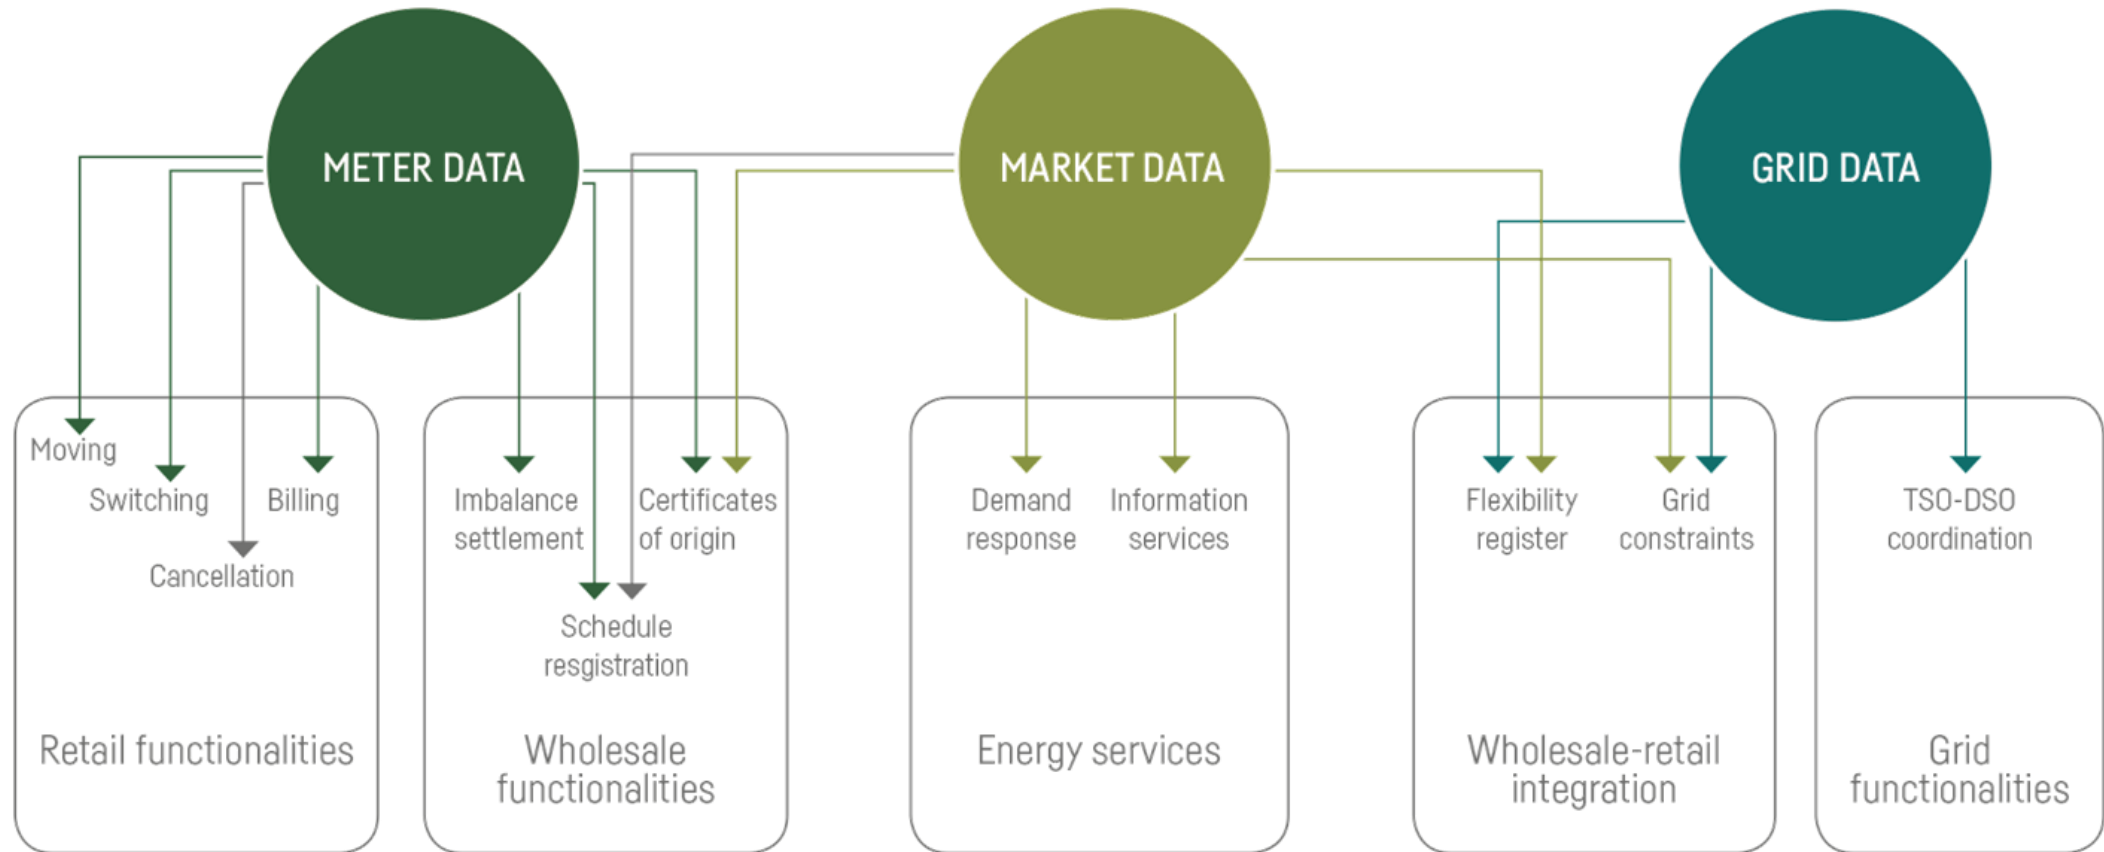 METER DATA
MARKET DATA
GRID DATA
Moving
Switching
Billing
Cancellation
Retail functionalities
Imbalance
settlement
Certificates
of origin
Schedule
resgistration
Wholesale
functionalities
Demand
response
Information
services
Energy services
Flexibility
register
Grid
constraints
Wholesale-retail
integration
TSO-DSO
coordination
Grid
functionalities